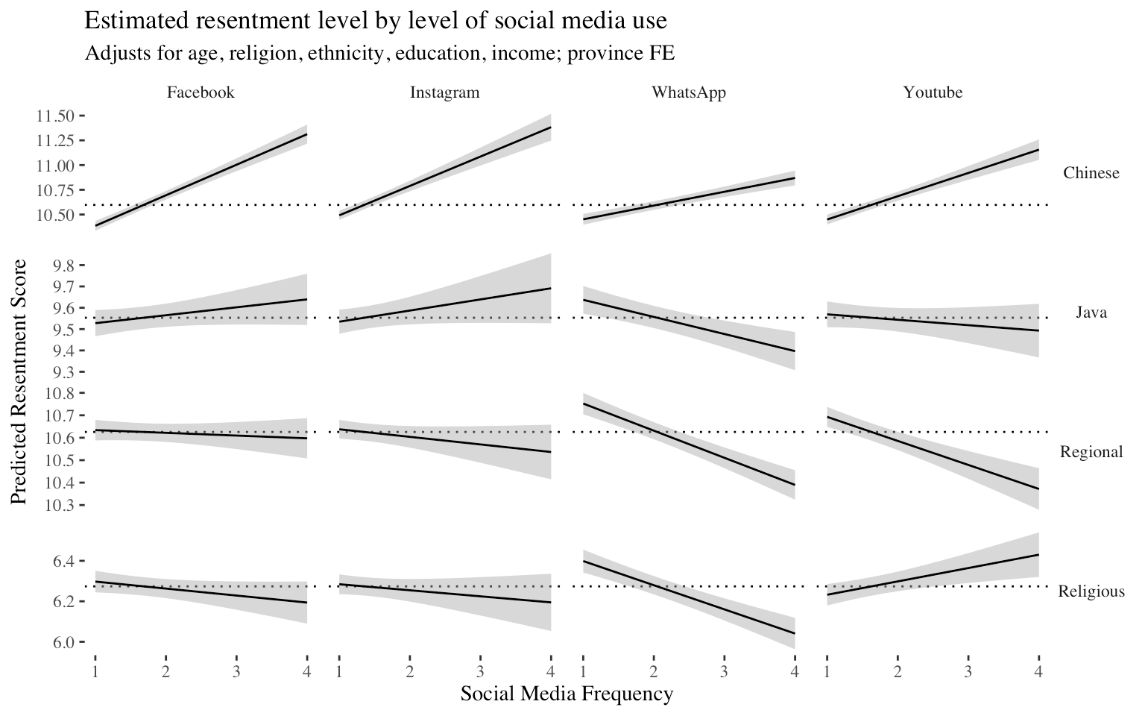 Estimated resentment level by level of social media use
Adjusts for age, religion, ethnicity, education, income; province FE
Facebook Instagram WhatsApp Youtube
11.50
11.25
11.00
10.75
10.50
Chinese
9.8
9.7
9.6
9.5
9.4
9.3
Java
10.8
10.7
10.6
10.5
10.4
10.3
Regional
6.4
6.2
6.0
Religious
Predicted Resentment Score
1 2 3 4 1 2 3 4 1 2 3 4 1 2 3 4
Social Media Frequency